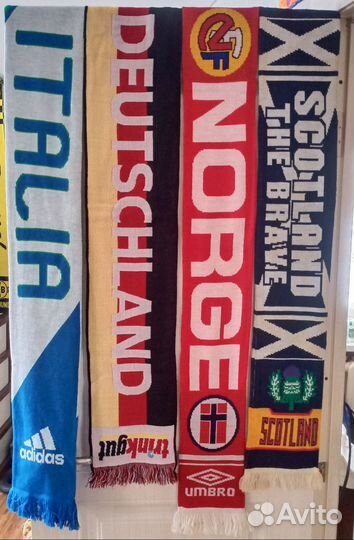 ITALIA
adidas
DEUTSCHLAND
trinkgut
NORGE
UMBRO
SCOTLAND
THE BRAVE
SCOTLAND
Avito